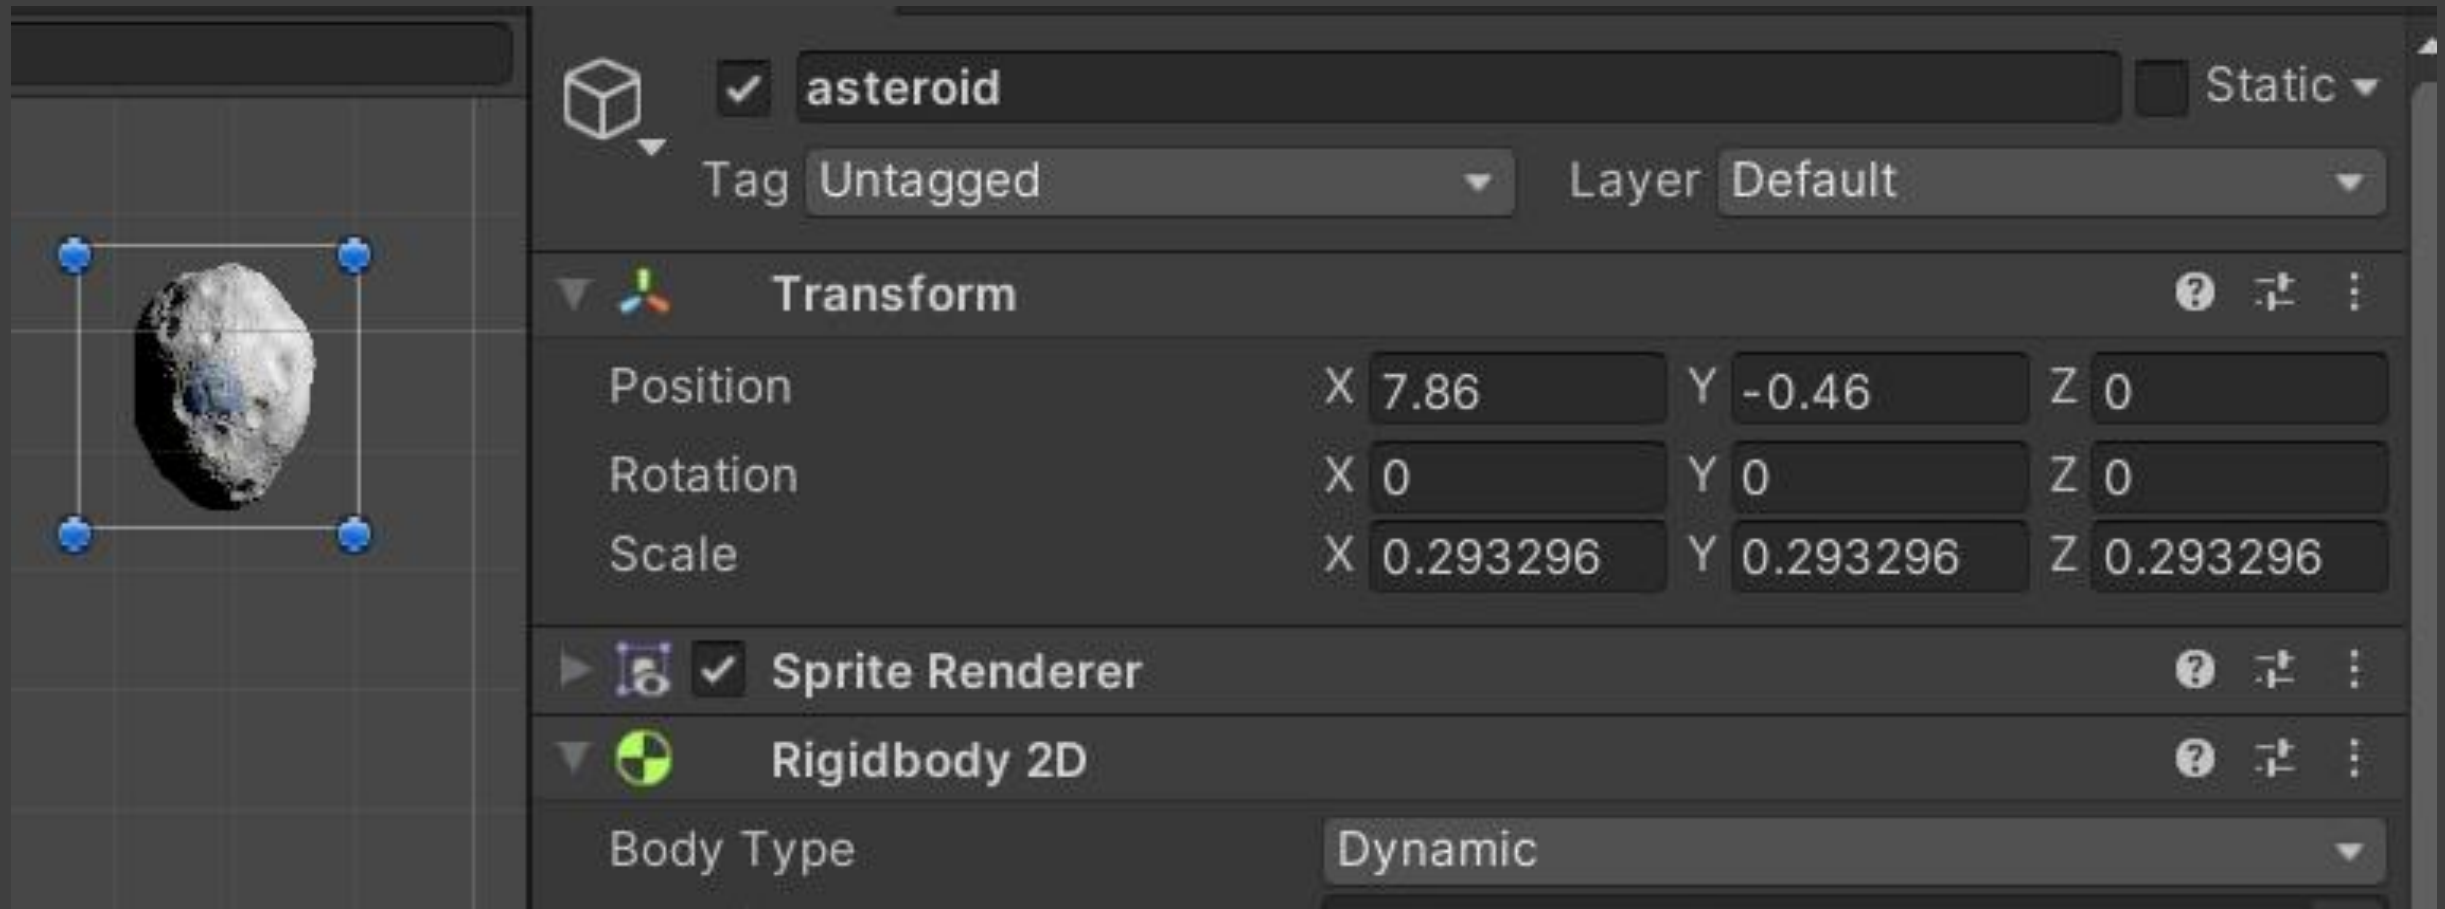 asteroid Static
Tag Untagged Layer Default
Transform
Position X 7.86 Y -0.46 Z 0
Rotation X 0 Y 0 Z 0
Scale X 0.293296 Y 0.293296 Z 0.293296
Sprite Renderer
Rigidbody 2D
Body Type Dynamic